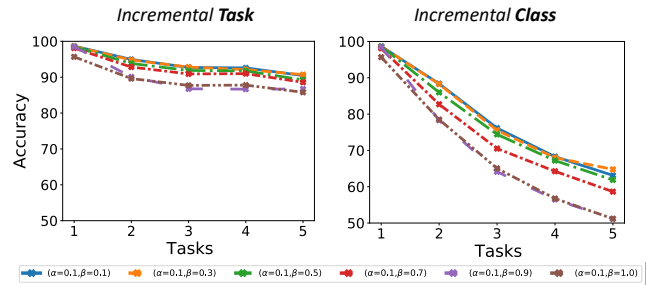 Incremental Task
Incremental Class
100
90
80
70
60
50
Accuracy
1 2 3 4 5
Tasks
100
90
80
70
60
50
1 2 3 4 5
Tasks
(α=0.1,β=0.1) (α=0.1,β=0.3) (α=0.1,β=0.5) (α=0.1,β=0.7) (α=0.1,β=0.9) (α=0.1,β=1.0)